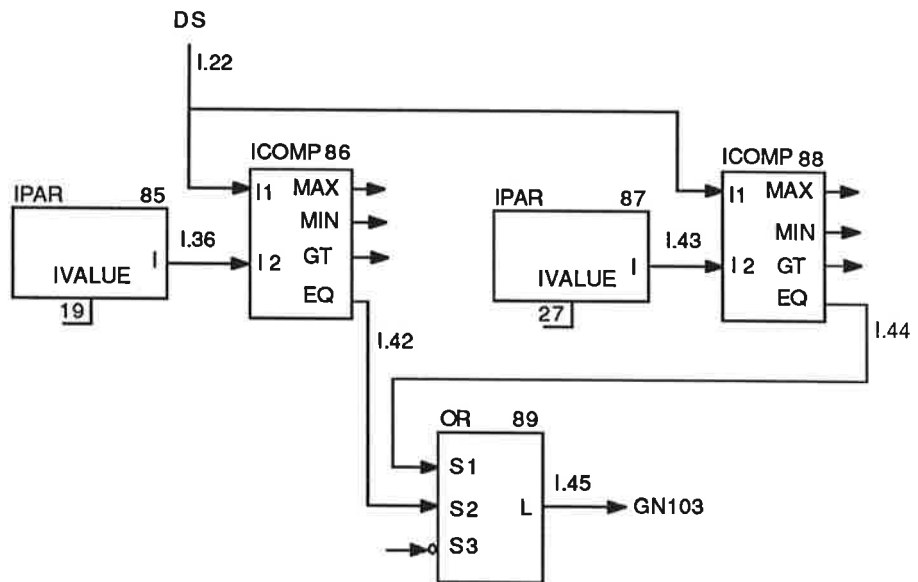 DS
I.22
ICOMP 86
I1 MAX
MIN
I2 GT
EQ
IPAR 85
I
IVALUE
19
I.36
I.42
ICOMP 88
I1 MAX
MIN
I2 GT
EQ
IPAR 87
I
IVALUE
27
I.43
I.44
OR 89
S1
S2 L
S3
I.45
GN103